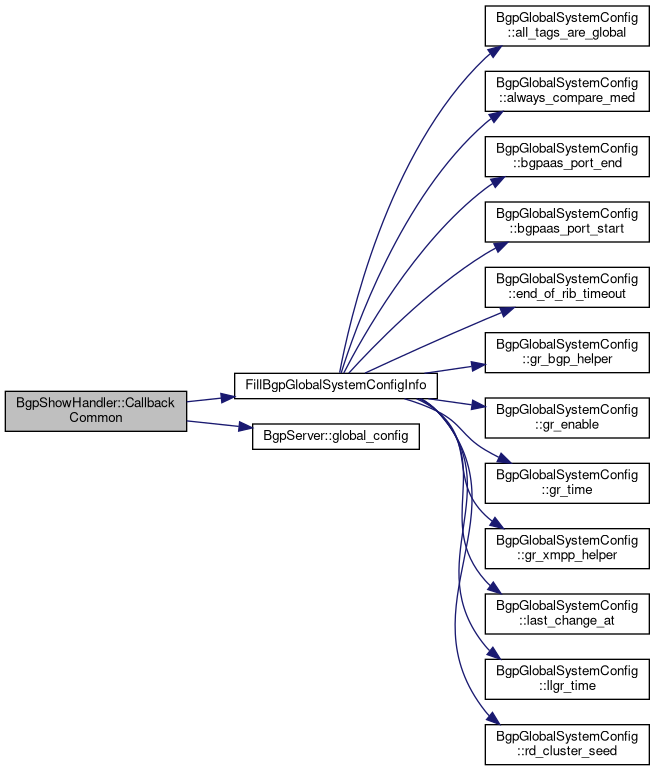 BgpShowHandler::Callback
Common
FillBgpGlobalSystemConfigInfo
BgpServer::global_config
BgpGlobalSystemConfig
::all_tags_are_global
BgpGlobalSystemConfig
::always_compare_med
BgpGlobalSystemConfig
::bgpaas_port_end
BgpGlobalSystemConfig
::bgpaas_port_start
BgpGlobalSystemConfig
::end_of_rib_timeout
BgpGlobalSystemConfig
::gr_bgp_helper
BgpGlobalSystemConfig
::gr_enable
BgpGlobalSystemConfig
::gr_time
BgpGlobalSystemConfig
::gr_xmpp_helper
BgpGlobalSystemConfig
::last_change_at
BgpGlobalSystemConfig
::llgr_time
BgpGlobalSystemConfig
::rd_cluster_seed